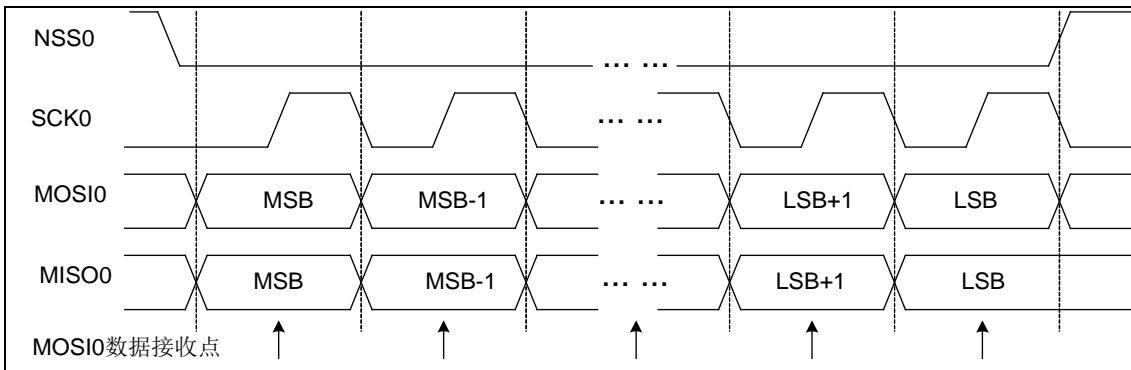 NSS0
... ...
SCK0
... ...
MOSI0 MSB MSB-1 ... ... LSB+1 LSB
MISO0 MSB MSB-1 ... ... LSB+1 LSB
MOSI0数据接收点